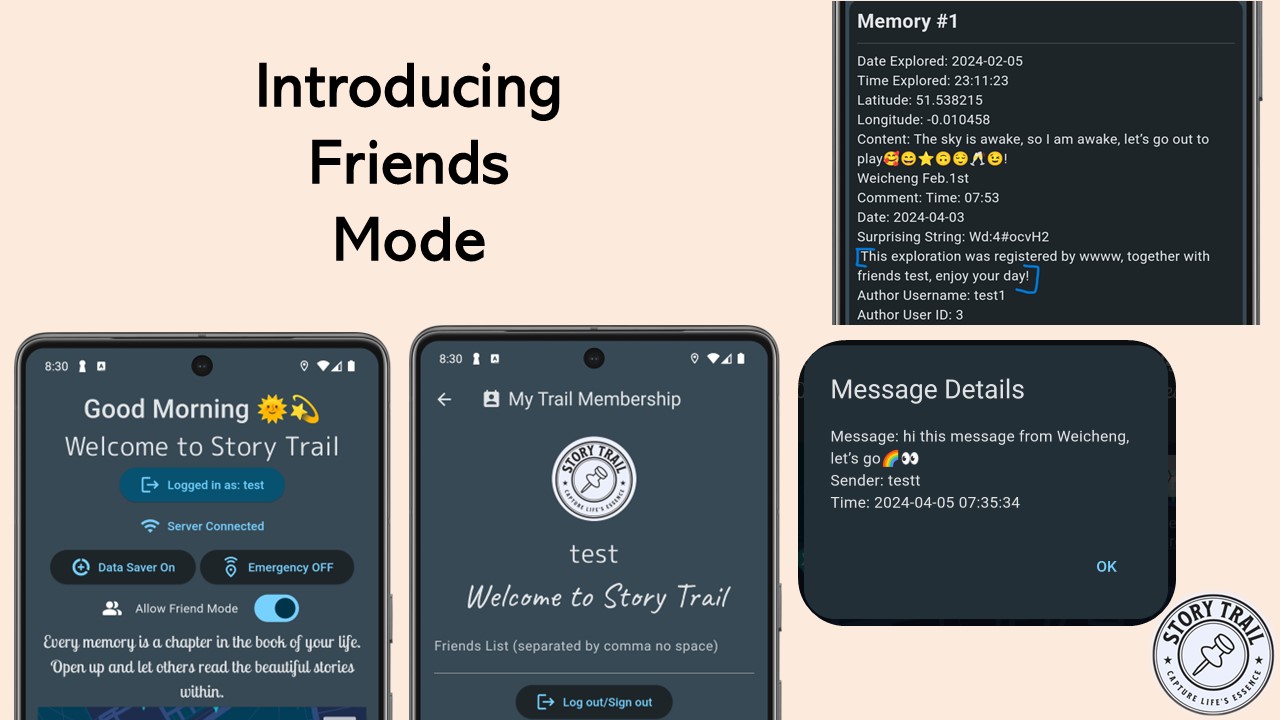 Introducing
Friends
Mode
Memory #1
Date Explored: 2024-02-05
Time Explored: 23:11:23
Latitude: 51.538215
Longitude: -0.010458
Content: The sky is awake, so I am awake, let's go out to
play🥰😄⭐🙃😌🥂😉!
Weicheng Feb.1st
Comment: Time: 07:53
Date: 2024-04-03
Surprising String: Wd:4#ocvH2
This exploration was registered by wwww, together with
friends test, enjoy your day!
Author Username: test1
Author User ID: 3
8:30
Good Morning 🌞💫
Welcome to Story Trail
Logged in as: test
Server Connected
Data Saver On
Emergency OFF
Allow Friend Mode
Every memory is a chapter in the book of your life.
Open up and let others read the beautiful stories
within.
8:30
My Trail Membership
STORY TRAIL
CAPTURE LIFE'S ESSENCE
test
Welcome to Story Trail
Friends List (separated by comma no space)
Log out/Sign out
Message Details
Message: hi this message from Weicheng,
let's go🌈👀
Sender: testt
Time: 2024-04-05 07:35:34
OK
STORY TRAIL
CAPTURE LIFE'S ESSENCE